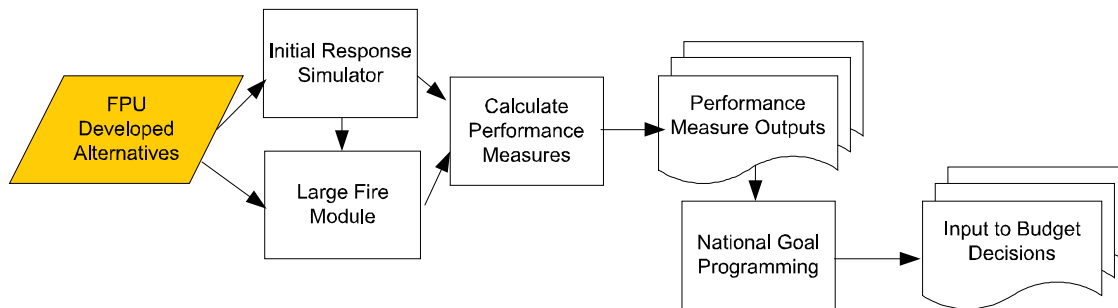 FPU
Developed
Alternatives
Initial Response
Simulator
Large Fire
Module
Calculate
Performance
Measures
Performance
Measure Outputs
National Goal
Programming
Input to Budget
Decisions